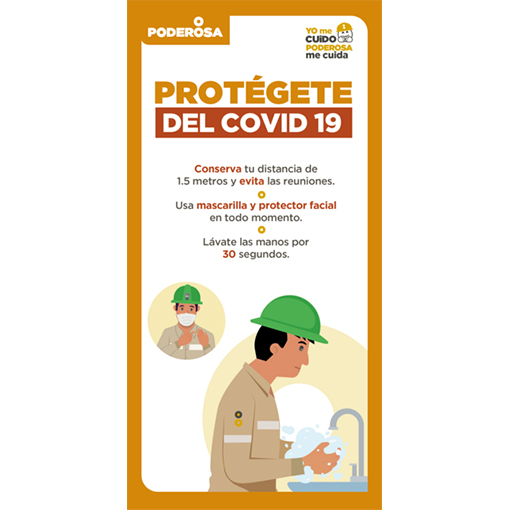 PODEROSA
YO me
CUIDO
PODEROSA
me cuida
PROTÉGETE
DEL COVID 19
Conserva tu distancia de
1.5 metros y evita las reuniones.
Usa mascarilla y protector facial
en todo momento.
Lávate las manos por
30 segundos.